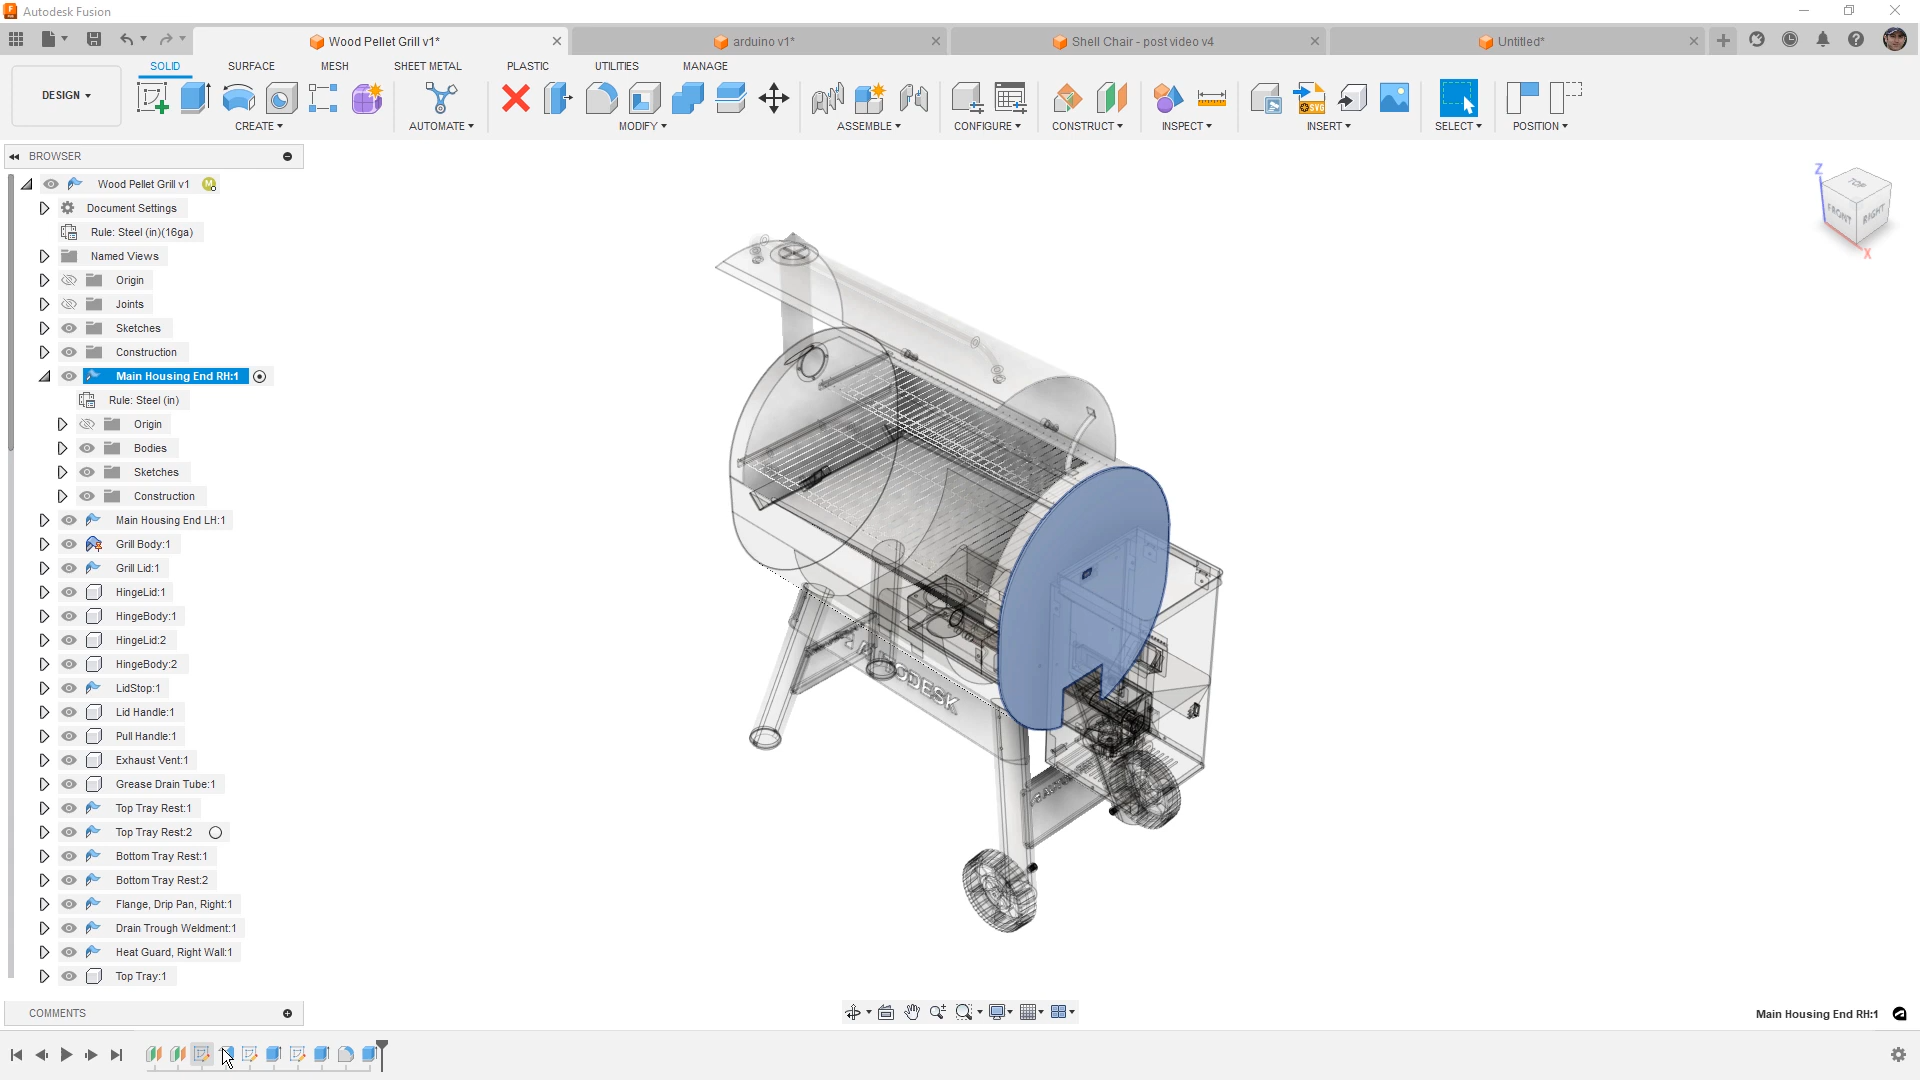 Autodesk Fusion
Wood Pellet Grill v1*
arduino v1*
Shell Chair - post video v4
Untitled*
DESIGN
SOLID
SURFACE
MESH
SHEET METAL
PLASTIC
UTILITIES
MANAGE
CREATE
AUTOMATE
MODIFY
ASSEMBLE
CONFIGURE
CONSTRUCT
INSPECT
INSERT
SELECT
POSITION
SVG
BROWSER
Wood Pellet Grill v1
M
Document Settings
Rule: Steel (in)(16ga)
Named Views
Origin
Joints
Sketches
Construction
Main Housing End RH:1
Rule: Steel (in)
Origin
Bodies
Sketches
Construction
Main Housing End LH:1
Grill Body:1
Grill Lid:1
HingeLid:1
HingeBody:1
HingeLid:2
HingeBody:2
LidStop:1
Lid Handle:1
Pull Handle:1
Exhaust Vent:1
Grease Drain Tube:1
Top Tray Rest:1
Top Tray Rest:2
Bottom Tray Rest:1
Bottom Tray Rest:2
Flange, Drip Pan, Right:1
Drain Trough Weldment:1
Heat Guard, Right Wall:1
Top Tray:1
Z
TOP
FRONT
RIGHT
X
AUTODESK
COMMENTS
Main Housing End RH:1